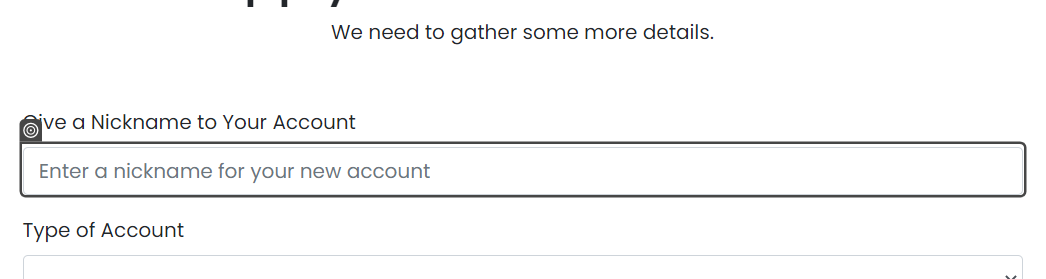 We need to gather some more details.
Give a Nickname to Your Account
Enter a nickname for your new account
Type of Account